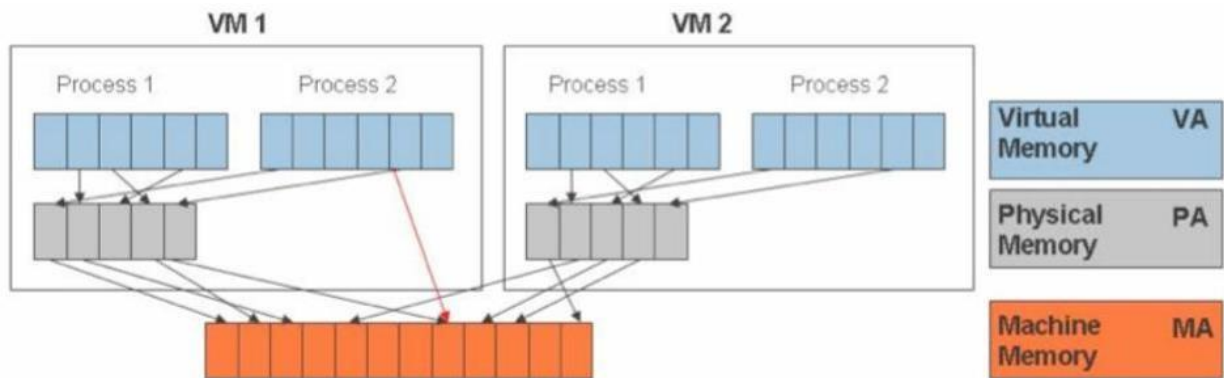 VM 1
VM 2
Process 1
Process 2
Process 1
Process 2
Virtual Memory VA
Physical Memory PA
Machine Memory MA